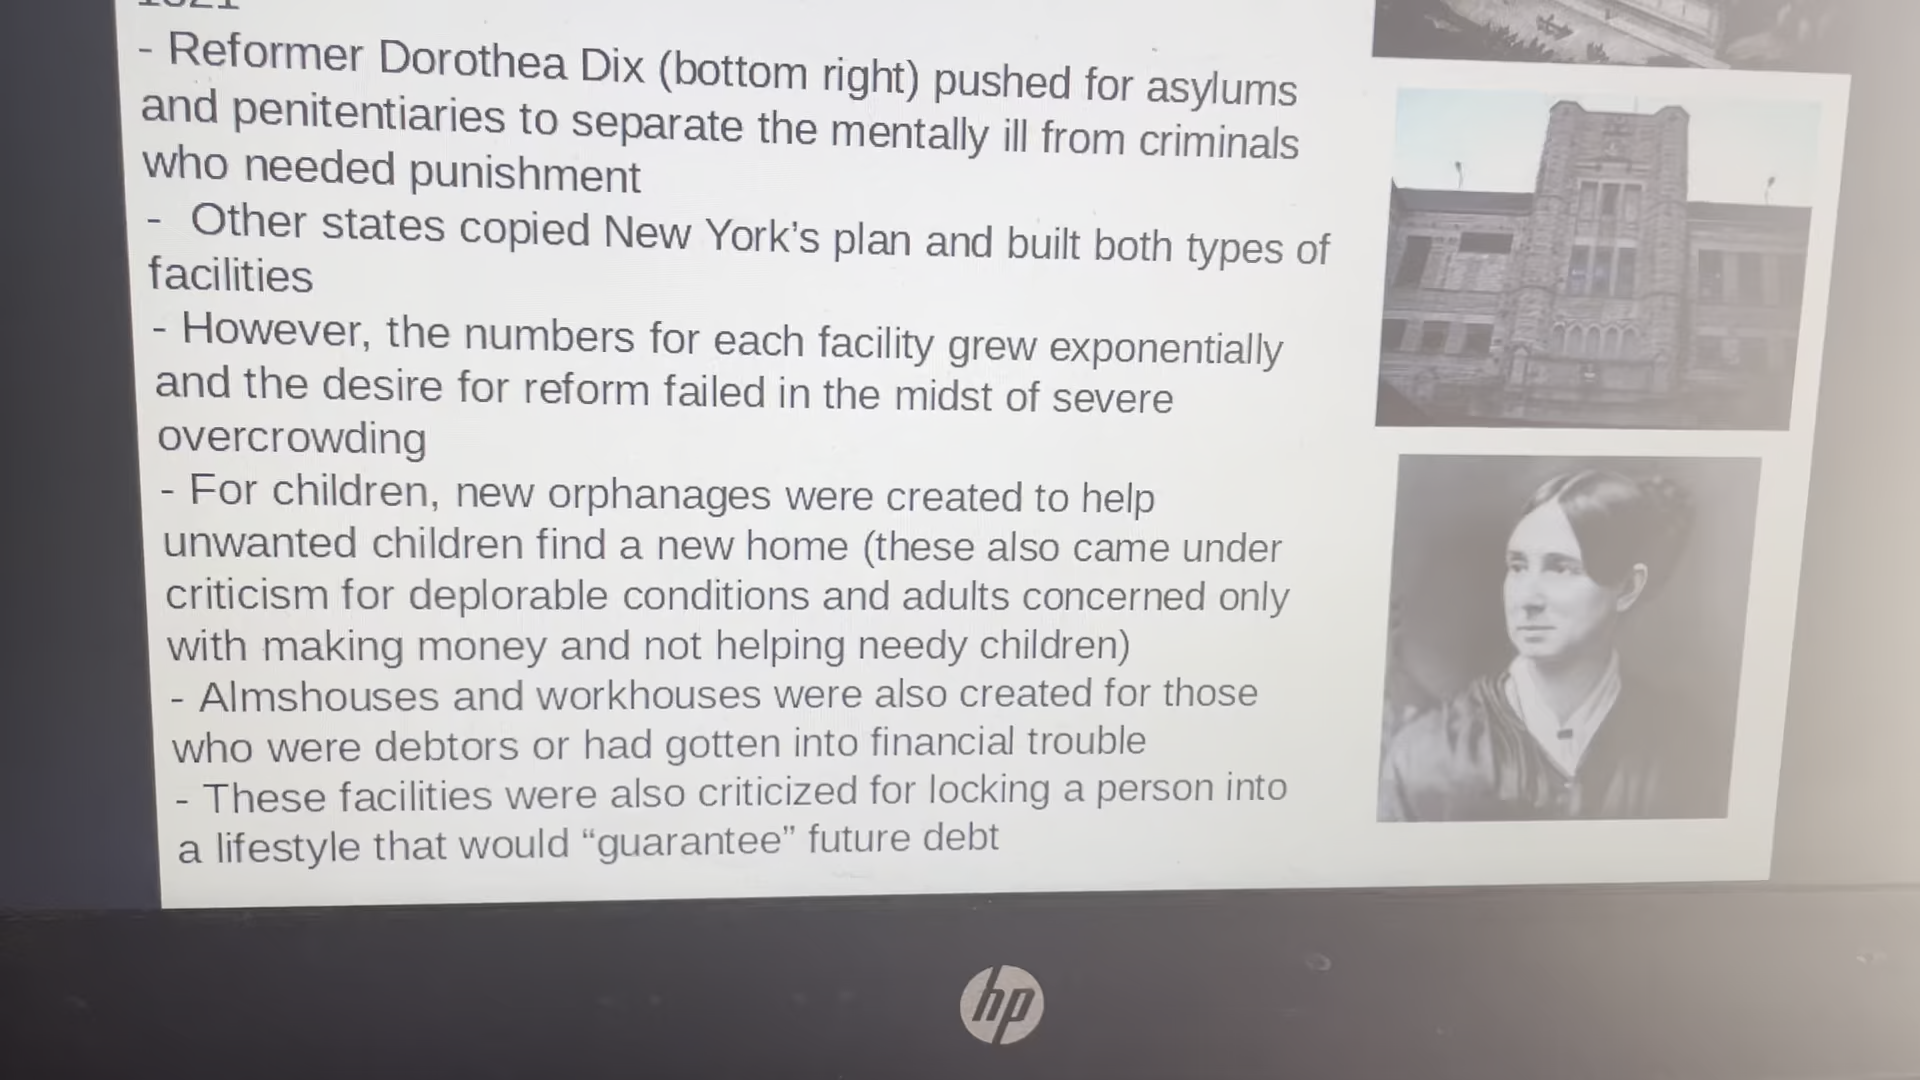 - Reformer Dorothea Dix (bottom right) pushed for asylums
and penitentiaries to separate the mentally ill from criminals
who needed punishment
- Other states copied New York’s plan and built both types of
facilities
- However, the numbers for each facility grew exponentially
and the desire for reform failed in the midst of severe
overcrowding
- For children, new orphanages were created to help
unwanted children find a new home (these also came under
criticism for deplorable conditions and adults concerned only
with making money and not helping needy children)
- Almshouses and workhouses were also created for those
who were debtors or had gotten into financial trouble
- These facilities were also criticized for locking a person into
a lifestyle that would “guarantee” future debt
hp